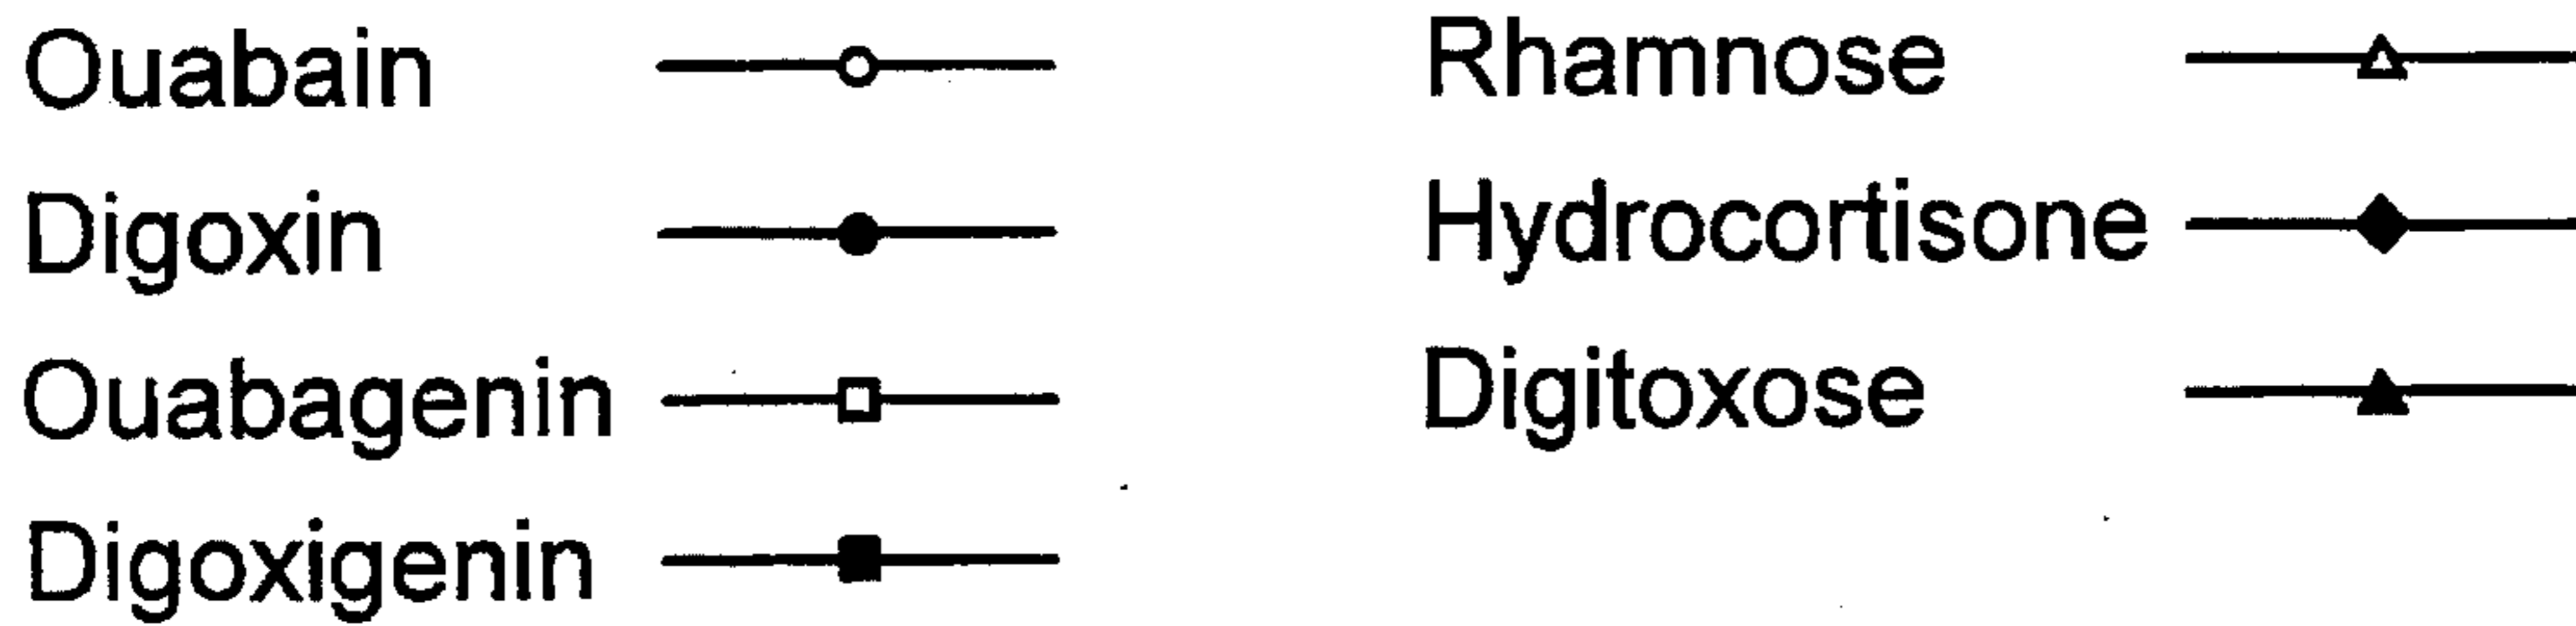 Ouabain
Digoxin
Ouabagenin
Digoxigenin
Rhamnose
Hydrocortisone
Digitoxose